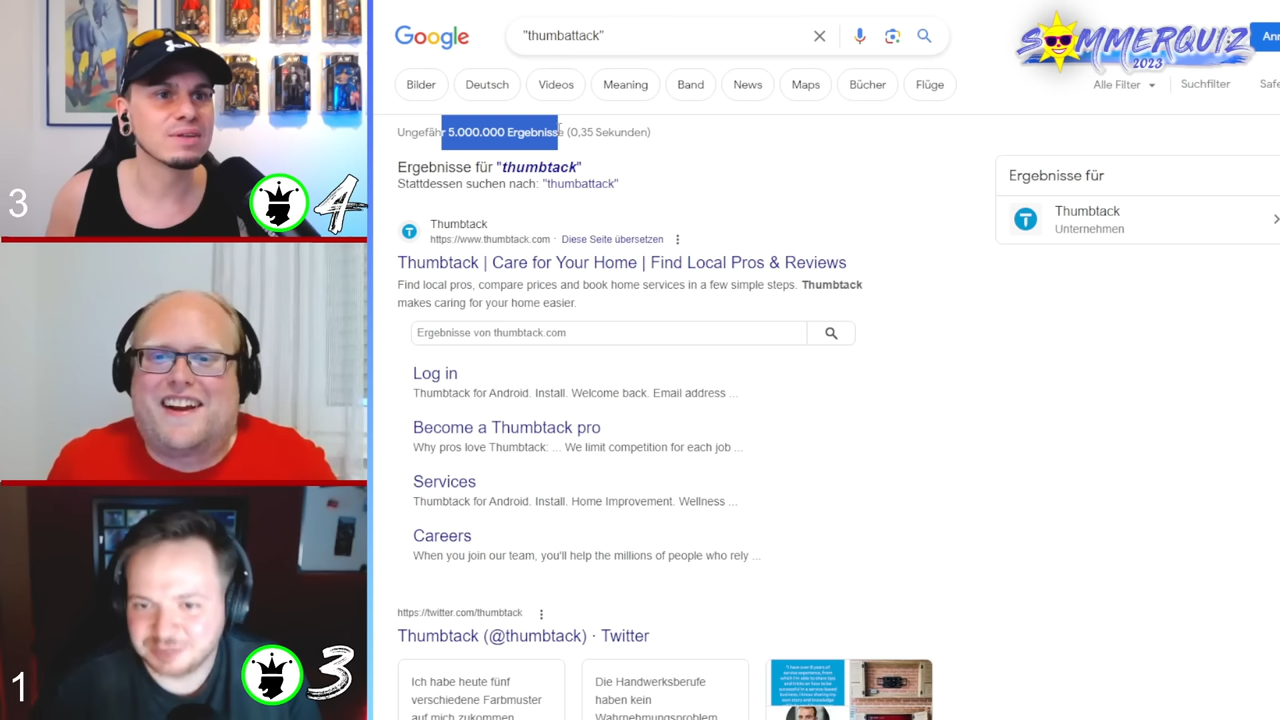 3
4
1
3
Google
"thumbattack"
SOMMERQUIZ
2023
Bilder
Deutsch
Videos
Meaning
Band
News
Maps
Bücher
Flüge
Alle Filter
Suchfilter
Ungefähr 5.000.000 Ergebnisse (0,35 Sekunden)
Ergebnisse für "thumbtack"
Stattdessen suchen nach: "thumbattack"
Thumbtack
https://www.thumbtack.com · Diese Seite übersetzen
Thumbtack | Care for Your Home | Find Local Pros & Reviews
Find local pros, compare prices and book home services in a few simple steps. Thumbtack
makes caring for your home easier.
Ergebnisse von thumbtack.com
Log in
Thumbtack for Android. Install. Welcome back. Email address ...
Become a Thumbtack pro
Why pros love Thumbtack: ... We limit competition for each job ...
Services
Thumbtack for Android. Install. Home Improvement. Wellness ...
Careers
When you join our team, you'll help the millions of people who rely ...
https://twitter.com/thumbtack
Thumbtack (@thumbtack) · Twitter
Ich habe heute fünf
verschiedene Farbmuster
auf mich zukommen
Die Handwerksberufe
haben kein
Wahrnehmungsproblem
Ergebnisse für
T
Thumbtack
Unternehmen